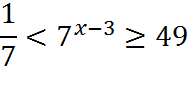 1/7 < 7^{x−3} ≥ 49